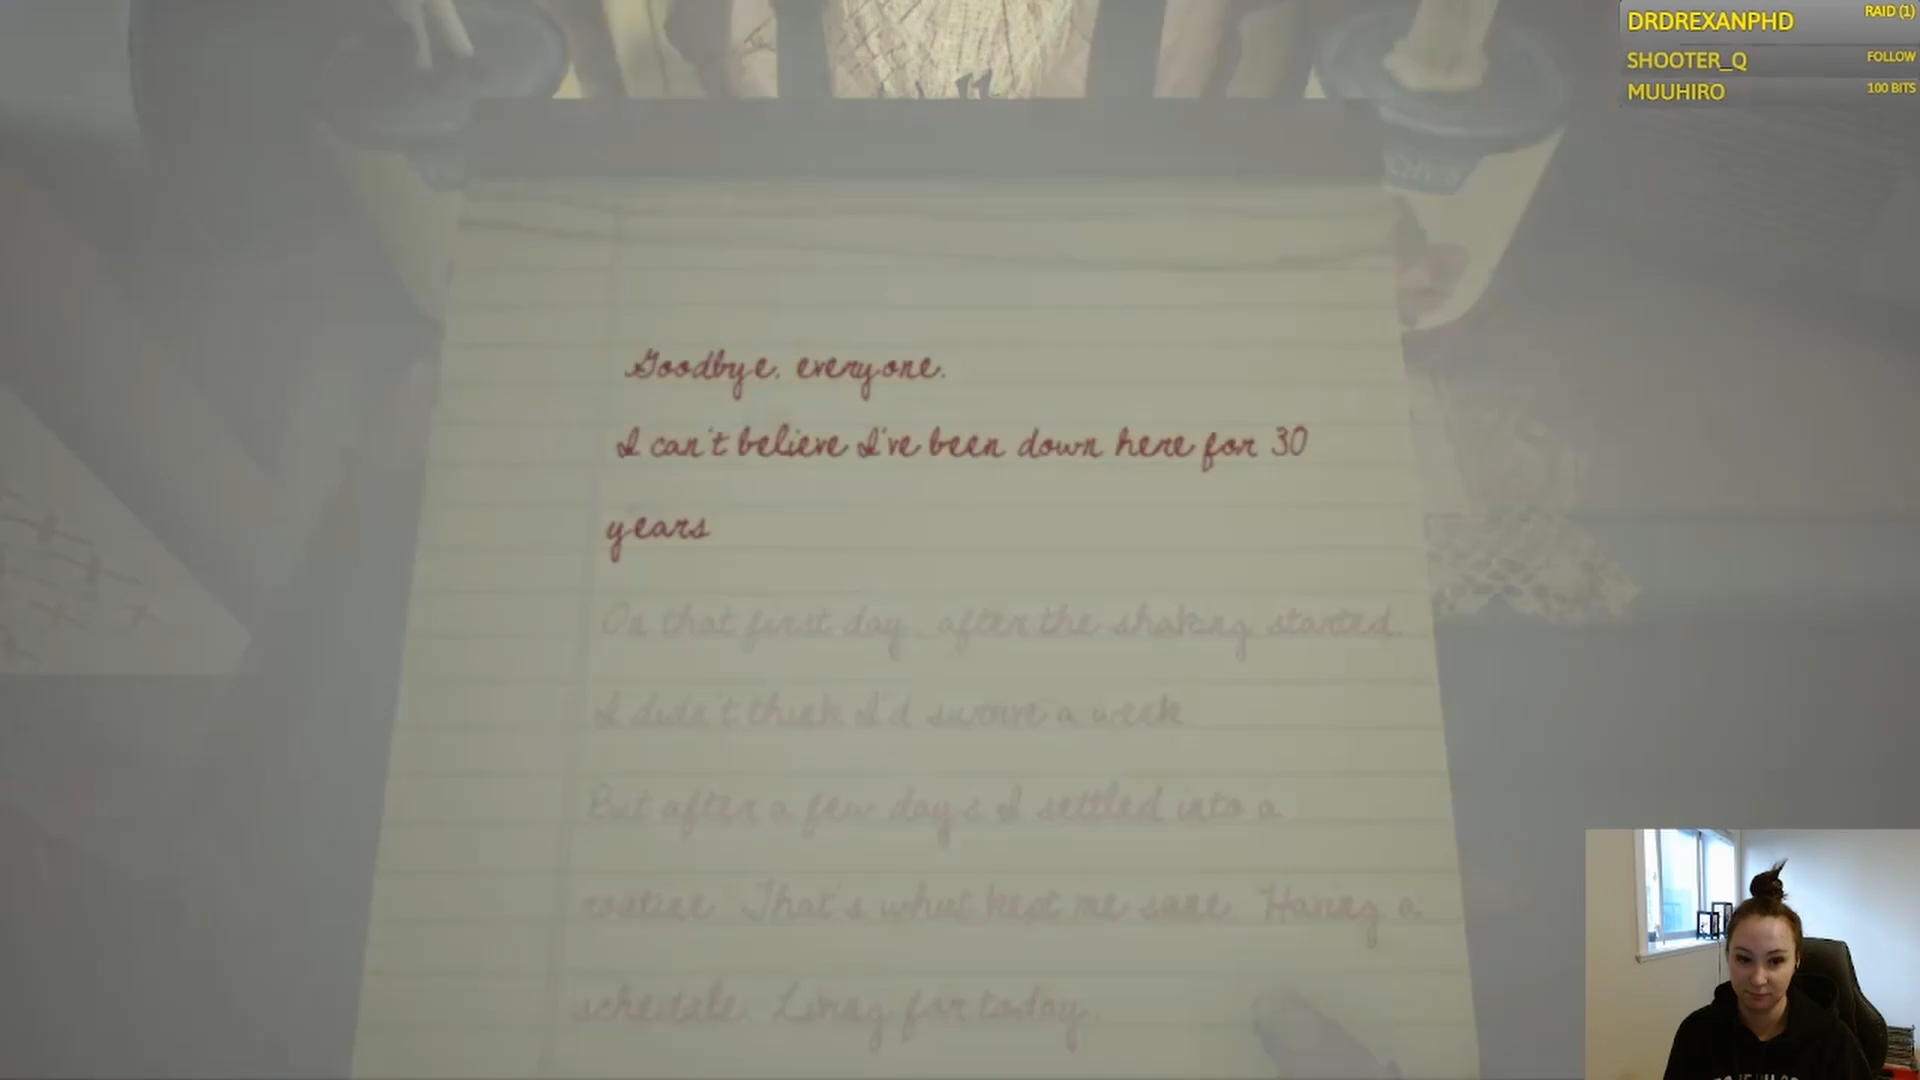 DRDREXANPHD RAID (1)
SHOOTER_Q FOLLOW
MUUHIRO 100 BITS
Goodbye, everyone.
I can't believe I've been down here for 30
years
On that first day, after the shaking started,
I didn't think I'd survive a week
But after a few days I settled into a
routine. That's what kept me sane. Having a
schedule. Living for today.